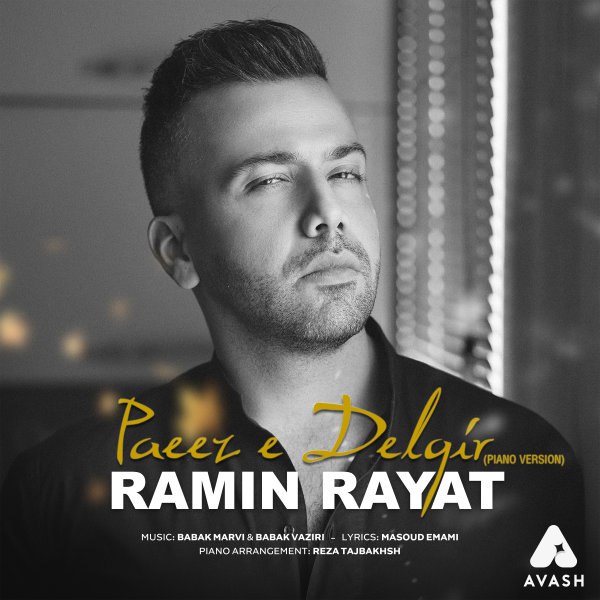 Paeez e Delgir
(PIANO VERSION)
RAMIN RAYAT
MUSIC: BABAK MARVI & BABAK VAZIRI - LYRICS: MASOUD EMAMI
PIANO ARRANGEMENT: REZA TAJBAKHSH
AVASH